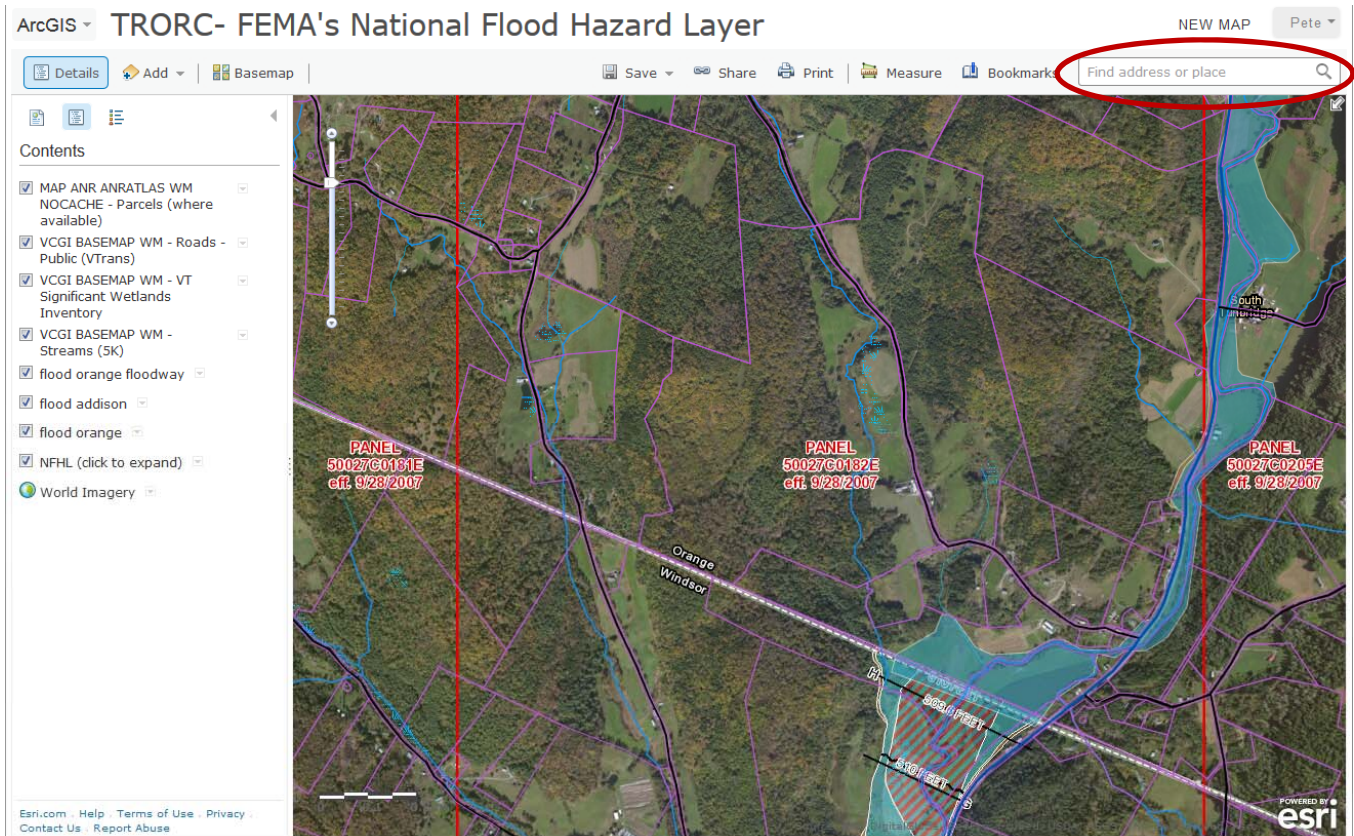 ArcGIS
TRORC- FEMA's National Flood Hazard Layer
NEW MAP
Pete
Details
Add
Basemap
Save
Share
Print
Measure
Bookmarks
Find address or place
Contents
MAP ANR ANRATLAS WM
NOCACHE - Parcels (where
available)
VCGI BASEMAP WM - Roads -
Public (VTrans)
VCGI BASEMAP WM - VT
Significant Wetlands
Inventory
VCGI BASEMAP WM -
Streams (5K)
flood orange floodway
flood addison
flood orange
NFHL (click to expand)
World Imagery
South
Tunbridge
PANEL
50027C0181E
eff. 9/28/2007
PANEL
50027C0182E
eff. 9/28/2007
PANEL
50027C0205E
eff. 9/28/2007
Orange
Windsor
H
FEET
FEET
G
POWERED BY
esri
Esri.com . Help . Terms of Use . Privacy .
Contact Us . Report Abuse